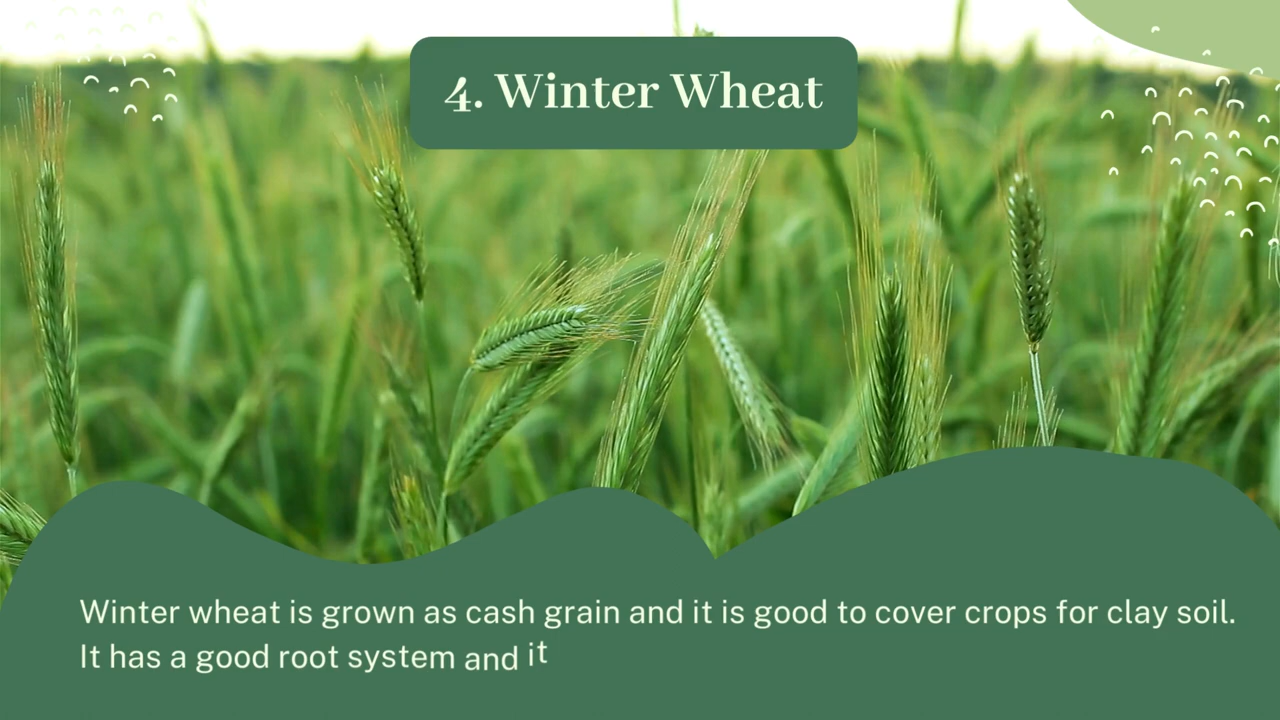 4. Winter Wheat
Winter wheat is grown as cash grain and it is good to cover crops for clay soil.
It has a good root system and it